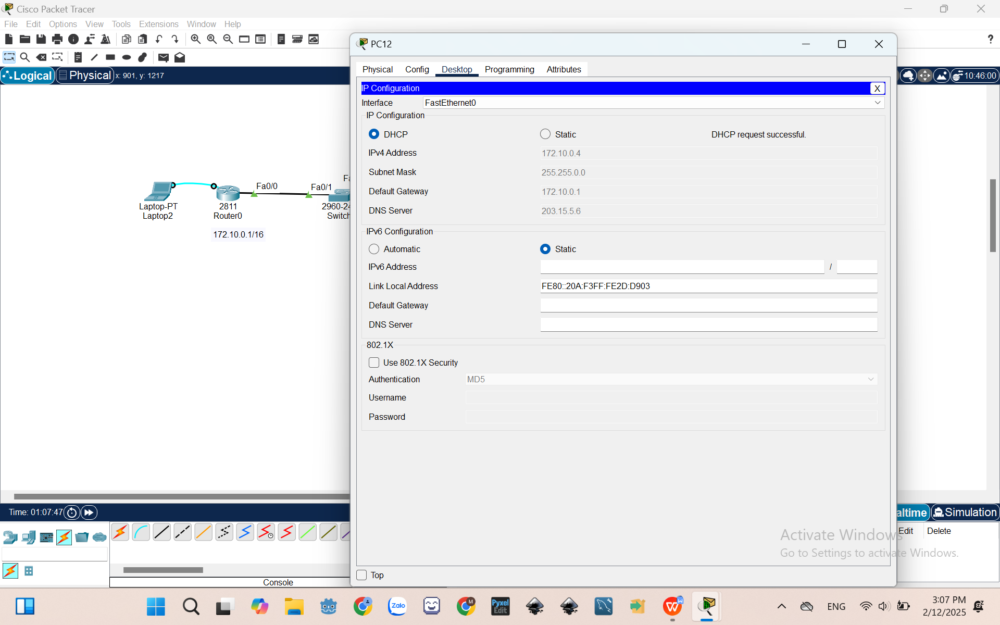 Cisco Packet Tracer
File Edit Options View Tools Extensions Window Help
?
Logical Physical x: 901, y: 1217
10:46:00
Fa0/0 Fa0/1 Fa
Laptop-PT
Laptop2
2811
Router0
2960-24
Switch
172.10.0.1/16
PC12
Physical Config Desktop Programming Attributes
IP Configuration X
Interface FastEthernet0
IP Configuration
DHCP Static DHCP request successful.
IPv4 Address 172.10.0.4
Subnet Mask 255.255.0.0
Default Gateway 172.10.0.1
DNS Server 203.15.5.6
IPv6 Configuration
Automatic Static
IPv6 Address /
Link Local Address FE80::20A:F3FF:FE2D:D903
Default Gateway
DNS Server
802.1X
Use 802.1X Security
Authentication MD5
Username
Password
Top
Time: 01:07:47
altime Simulation
Edit Delete
Console
Activate Windows
Go to Settings to activate Windows.
Zalo
M
Pyxel
Edit
W
W
ENG
3:07 PM
2/12/2025